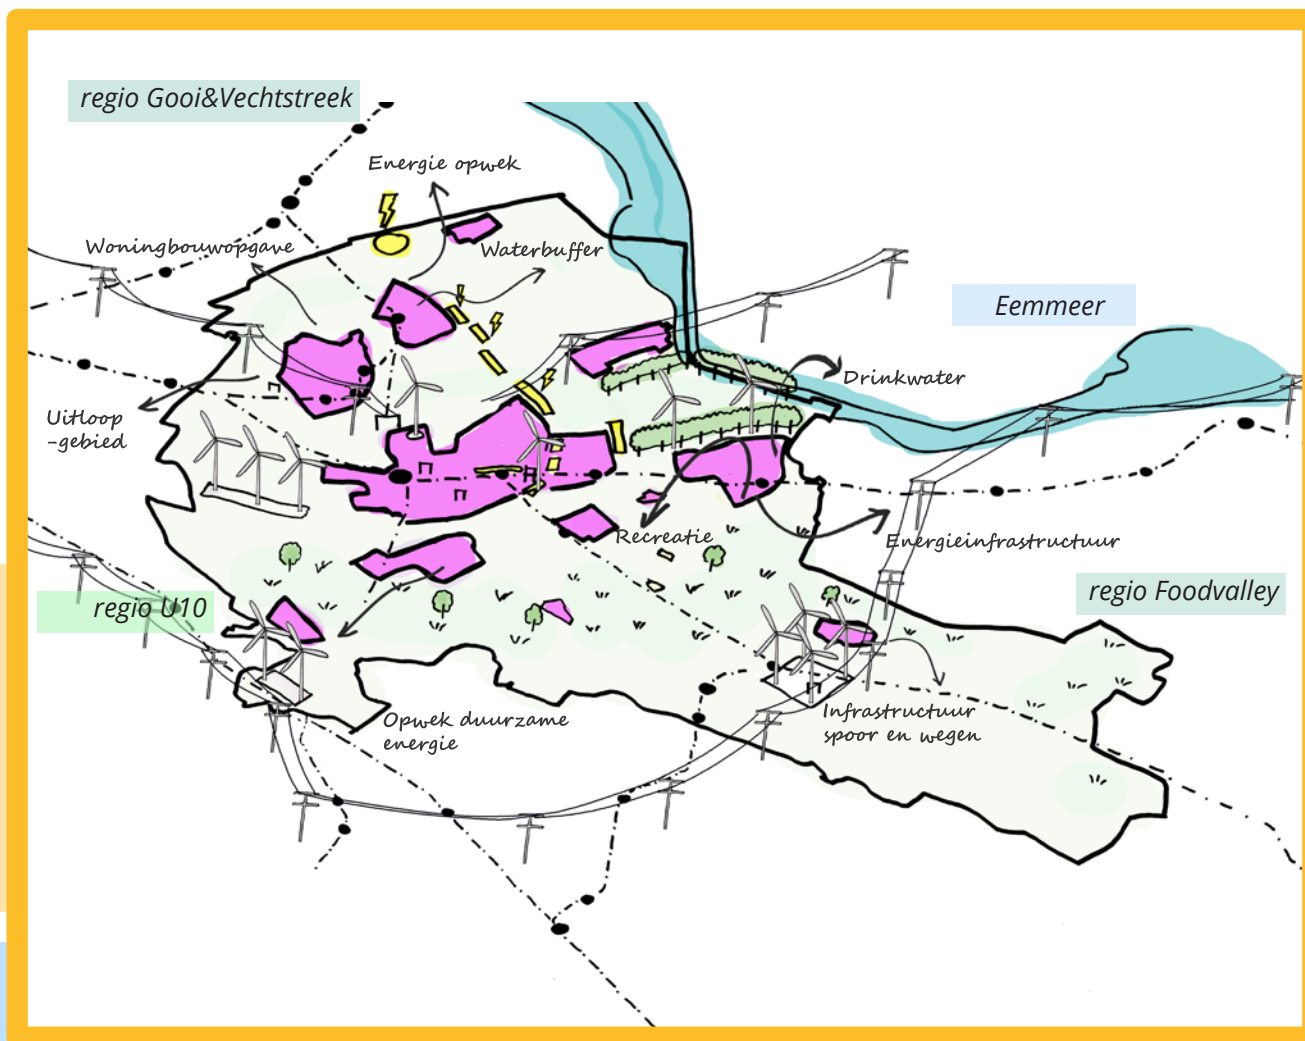 regio Gooi&Vechtstreek
Energie opwek
Woningbouwopgave
Waterbuffer
Eemmeer
Drinkwater
Uitloop
-gebied
Recreatie
Energieinfrastructuur
regio Foodvalley
regio U10
Opwek duurzame
energie
Infrastructuur
spoor en wegen